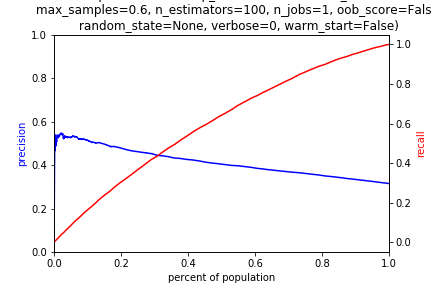 max_samples=0.6, n_estimators=100, n_jobs=1, oob_score=Fals
random_state=None, verbose=0, warm_start=False)
1.0
0.8
0.6
0.4
0.2
0.0
precision
1.0
0.8
0.6
0.4
0.2
0.0
recall
0.0 0.2 0.4 0.6 0.8 1.0
percent of population